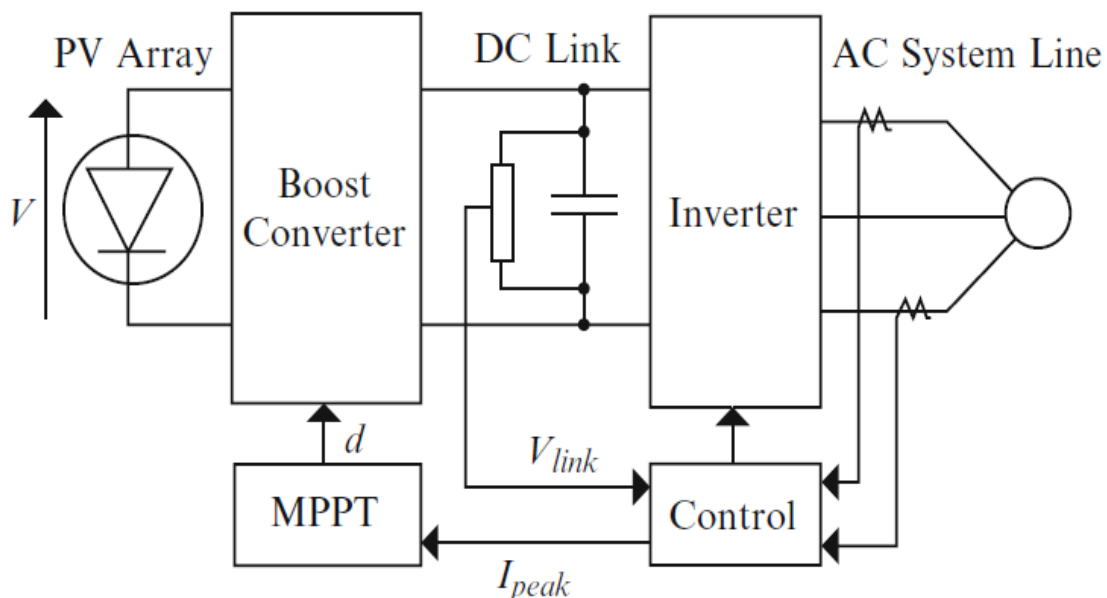 PV Array
DC Link
AC System Line
V
Boost
Converter
Inverter
d
V_link
MPPT
Control
I_peak